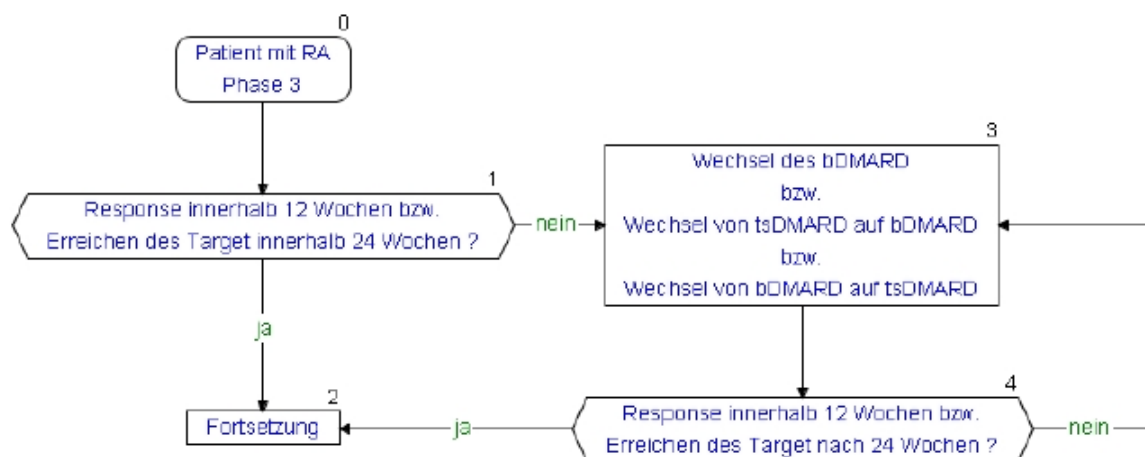 0
Patient mit RA
Phase 3
1
Response innerhalb 12 Wochen bzw.
Erreichen des Target innerhalb 24 Wochen ?
nein
3
Wechsel des bDMARD
bzw.
Wechsel von tsDMARD auf bDMARD
bzw.
Wechsel von bDMARD auf tsDMARD
ja
2
Fortsetzung
ja
4
Response innerhalb 12 Wochen bzw.
Erreichen des Target nach 24 Wochen ?
nein